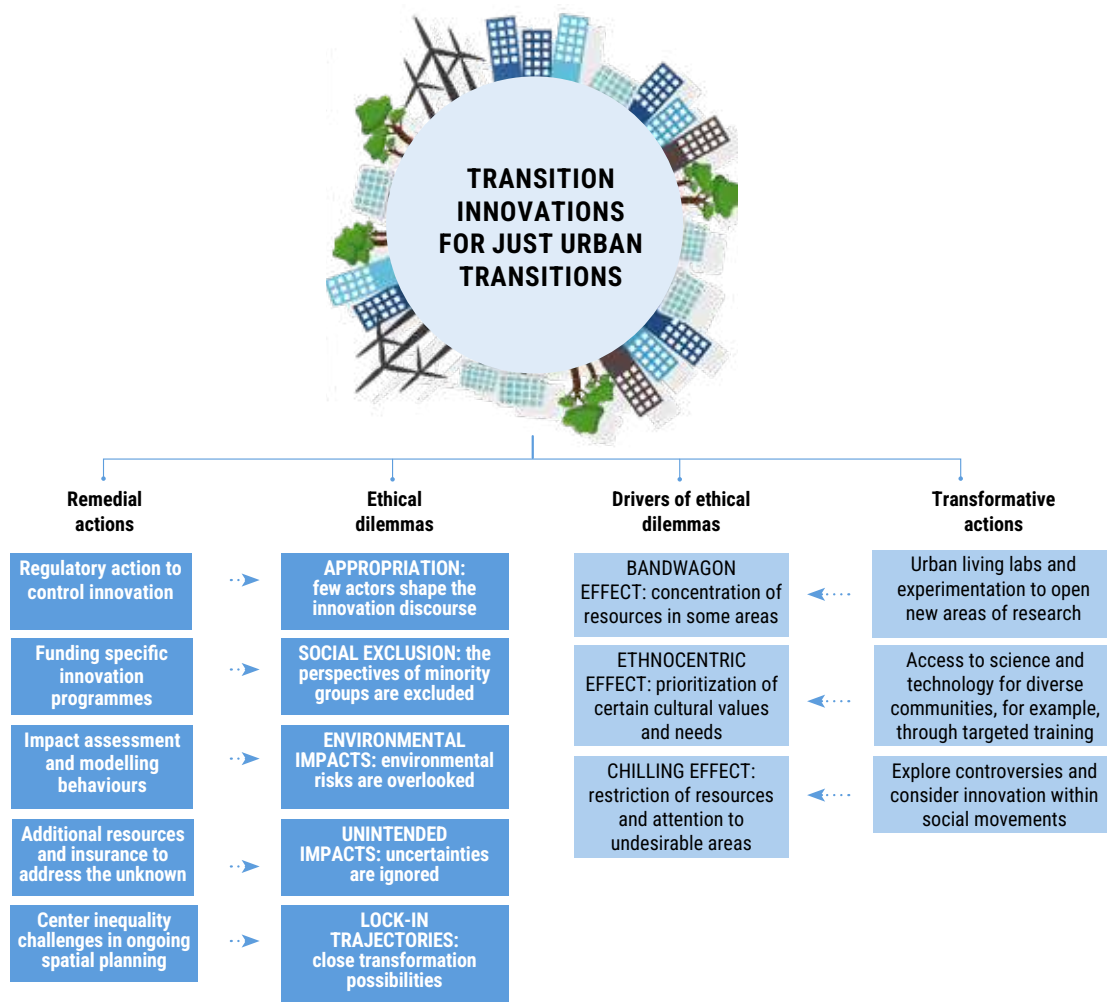 TRANSITION
INNOVATIONS
FOR JUST URBAN
TRANSITIONS
Remedial
actions
Ethical
dilemmas
Drivers of ethical
dilemmas
Transformative
actions
Regulatory action to
control innovation
APPROPRIATION:
few actors shape the
innovation discourse
Funding specific
innovation
programmes
SOCIAL EXCLUSION: the
perspectives of minority
groups are excluded
Impact assessment
and modelling
behaviours
ENVIRONMENTAL
IMPACTS: environmental
risks are overlooked
Additional resources
and insurance to
address the unknown
UNINTENDED
IMPACTS: uncertainties
are ignored
Center inequality
challenges in ongoing
spatial planning
LOCK-IN
TRAJECTORIES:
close transformation
possibilities
BANDWAGON
EFFECT: concentration of
resources in some areas
Urban living labs and
experimentation to open
new areas of research
ETHNOCENTRIC
EFFECT: prioritization of
certain cultural values
and needs
Access to science and
technology for diverse
communities, for example,
through targeted training
CHILLING EFFECT:
restriction of resources
and attention to
undesirable areas
Explore controversies and
consider innovation within
social movements